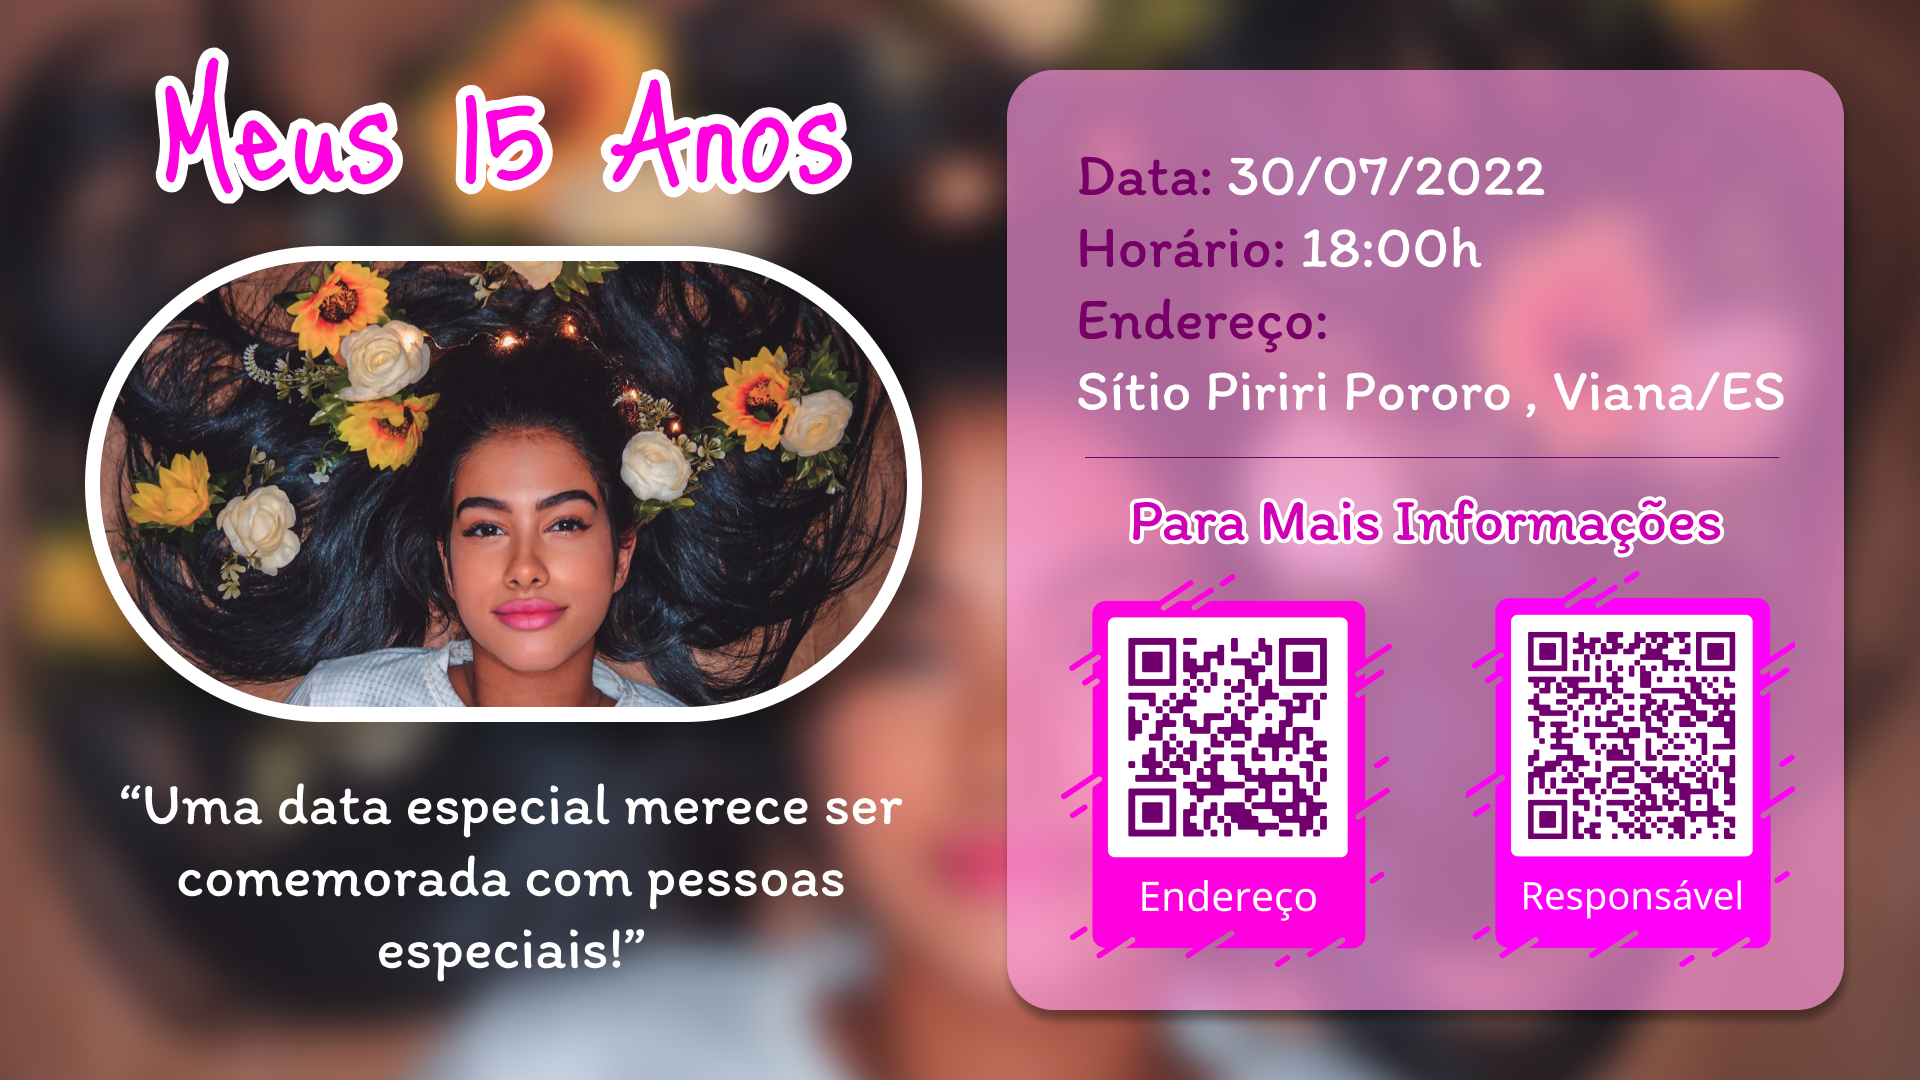 Meus 15 Anos
“Uma data especial merece ser
comemorada com pessoas
especiais!”
Data: 30/07/2022
Horário: 18:00h
Endereço:
Sítio Piriri Pororo , Viana/ES
Para Mais Informações
Endereço
Responsável